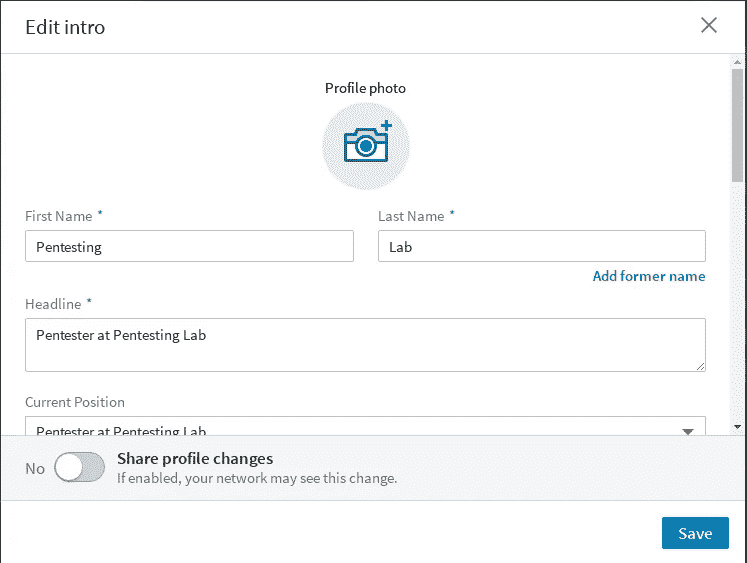 Edit intro
Profile photo
First Name *
Last Name *
Pentesting
Lab
Add former name
Headline *
Pentester at Pentesting Lab
Current Position
Pentester at Pentesting Lab
No
Share profile changes
If enabled, your network may see this change.
Save